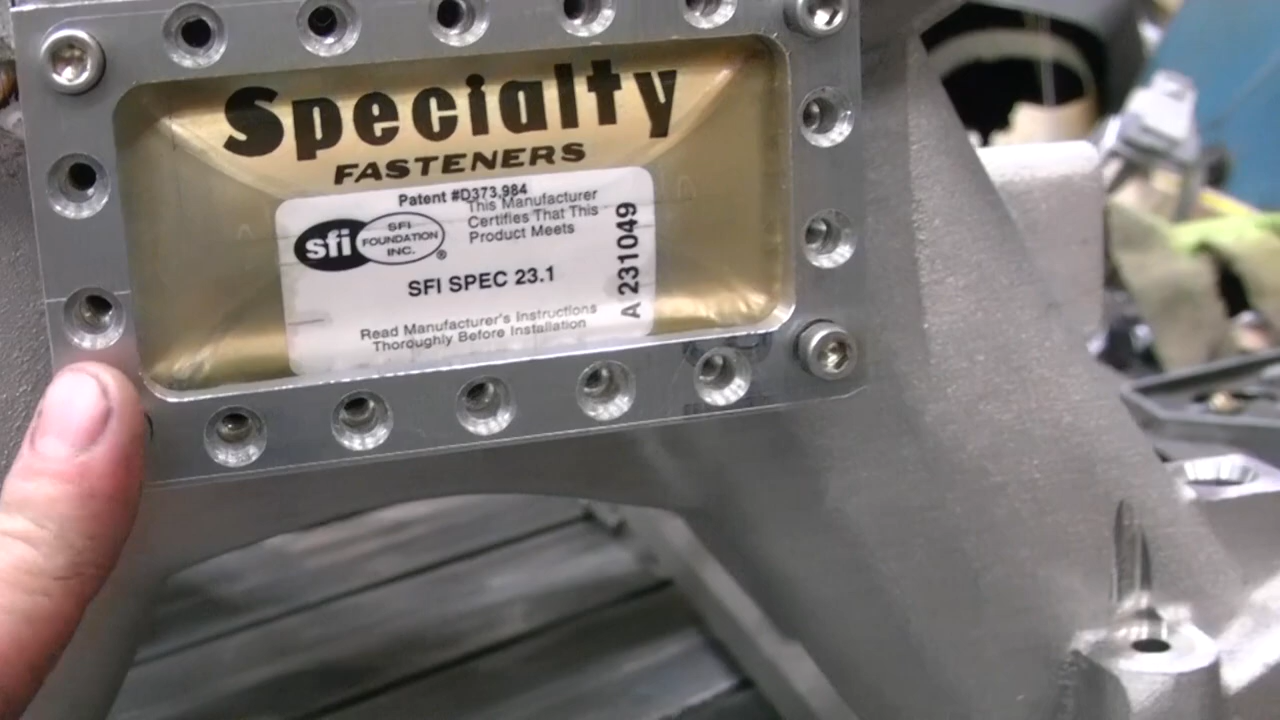 Specialty
FASTENERS
Patent #D373,984
This Manufacturer
Certifies That This
Product Meets
sfi
SFI
FOUNDATION
INC.
®
SFI SPEC 23.1
A 231049
Read Manufacturer's Instructions
Thoroughly Before Installation